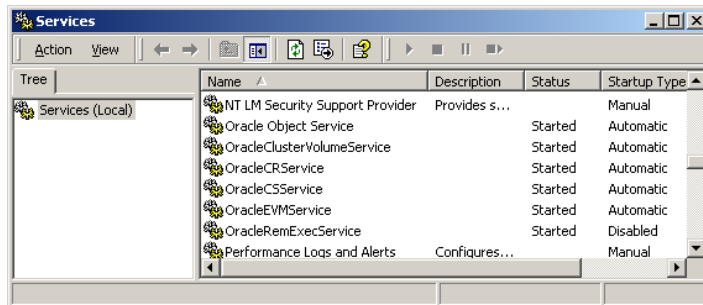 Services
Action View
Tree
Name Description Status Startup Type
Services (Local)
NT LM Security Support Provider Provides s... Manual
Oracle Object Service Started Automatic
OracleClusterVolumeService Started Automatic
OracleCRService Started Automatic
OracleCSService Started Automatic
OracleEVMService Started Automatic
OracleRemExecService Started Disabled
Performance Logs and Alerts Configures... Manual